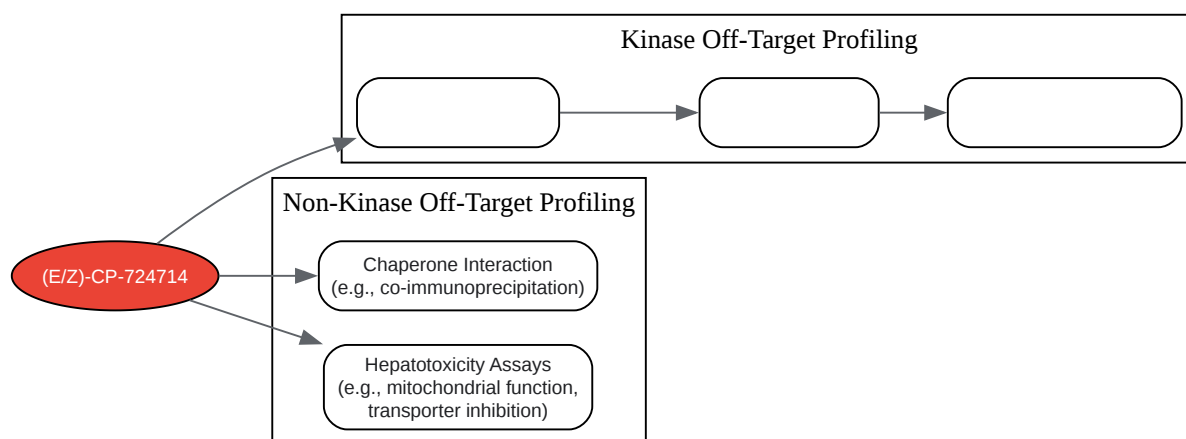 Kinase Off-Target Profiling
Non-Kinase Off-Target Profiling
(E/Z)-CP-724714
Chaperone Interaction
(e.g., co-immunoprecipitation)
Hepatotoxicity Assays
(e.g., mitochondrial function,
transporter inhibition)